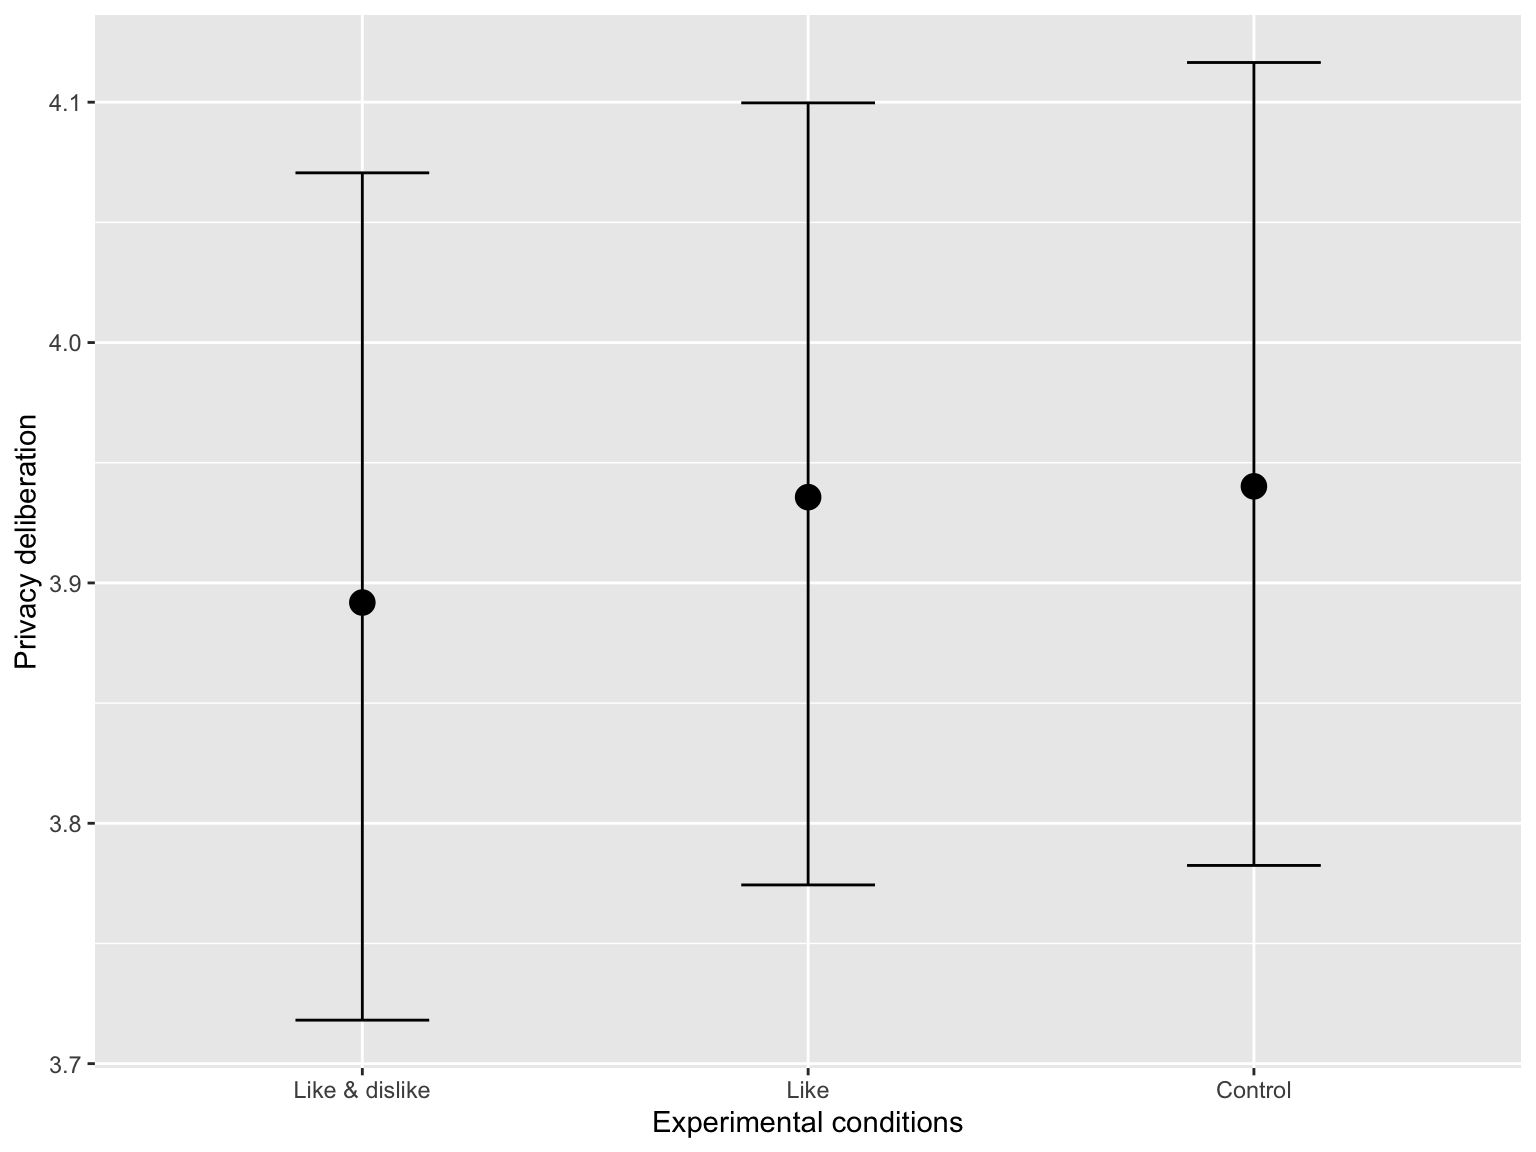 4.1
4.0
3.9
3.8
3.7
Privacy deliberation
Like & dislike
Like
Control
Experimental conditions